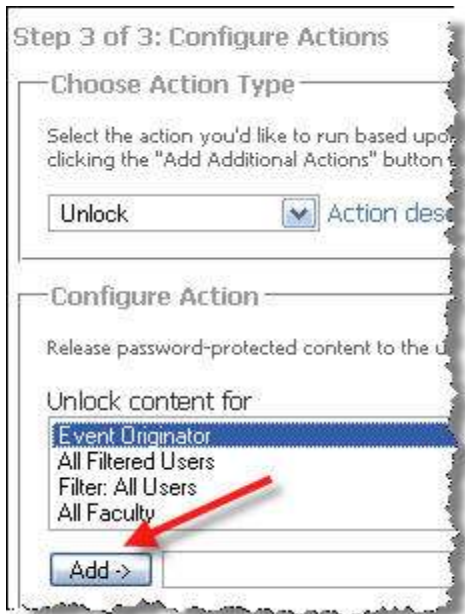 Step 3 of 3: Configure Actions
Choose Action Type
Select the action you'd like to run based upo
clicking the "Add Additional Actions" button
Unlock
Action des
Configure Action
Release password-protected content to the u
Unlock content for
Event Originator
All Filtered Users
Filter: All Users
All Faculty
Add ->